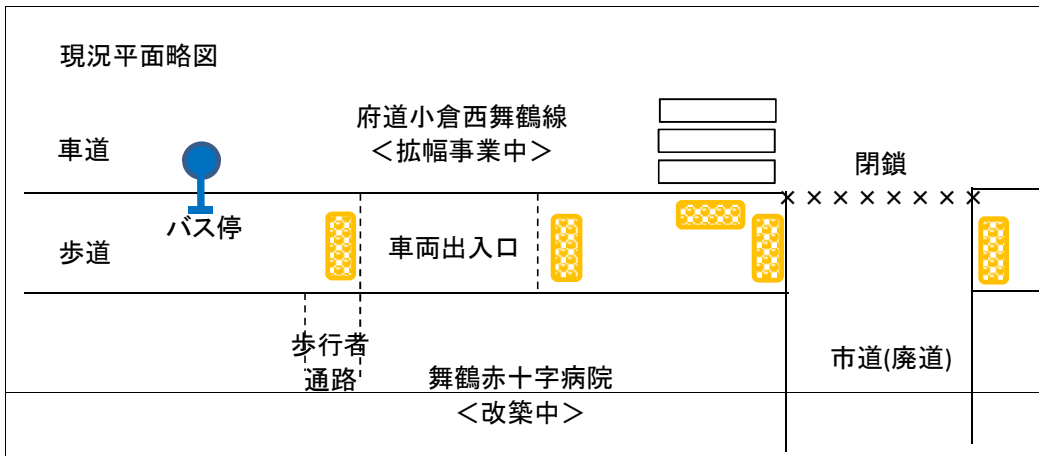 現況平面略図
府道小倉西舞鶴線
<拡幅事業中>
車道
閉鎖
××××××××
バス停
歩道
車両出入口
歩行者
通路
市道(廃道)
舞鶴赤十字病院
<改築中>